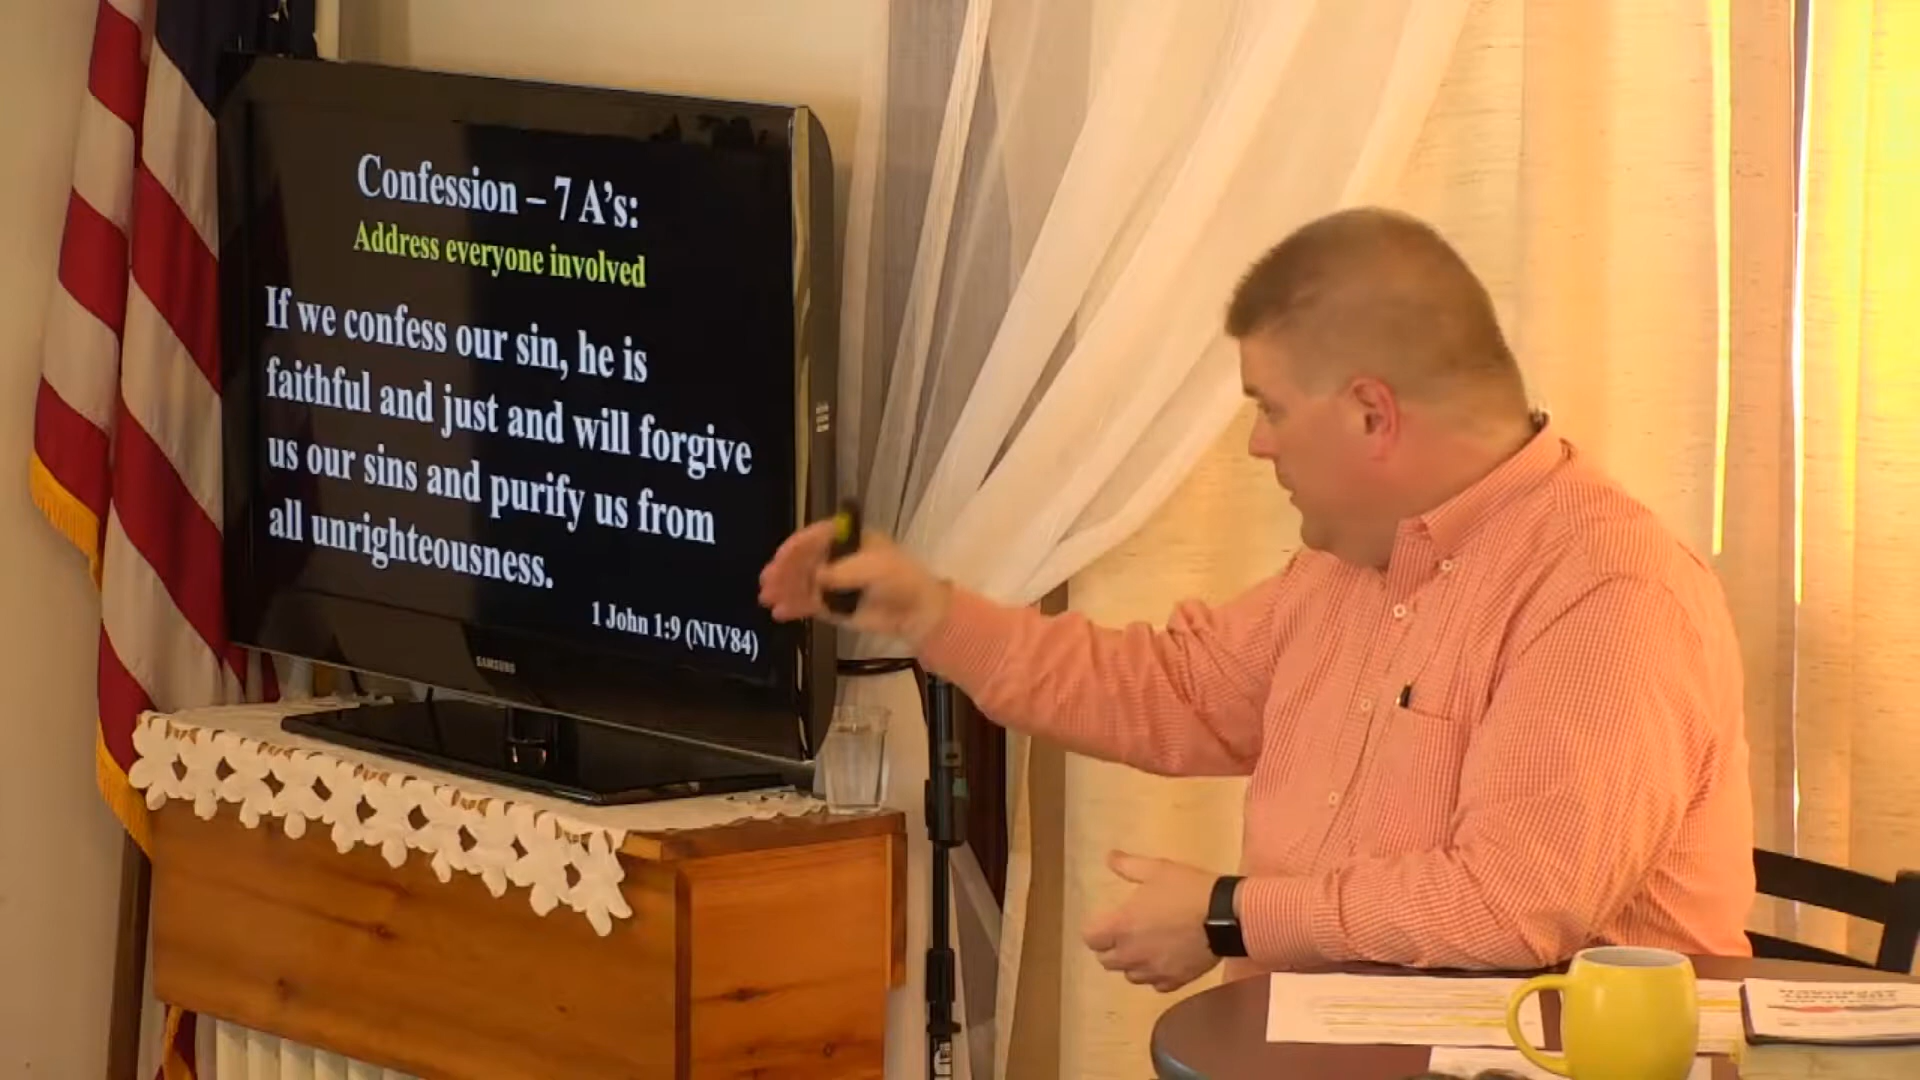 Confession – 7 A’s:
Address everyone involved
If we confess our sin, he is
faithful and just and will forgive
us our sins and purify us from
all unrighteousness.
1 John 1:9 (NIV84)
SAMSUNG